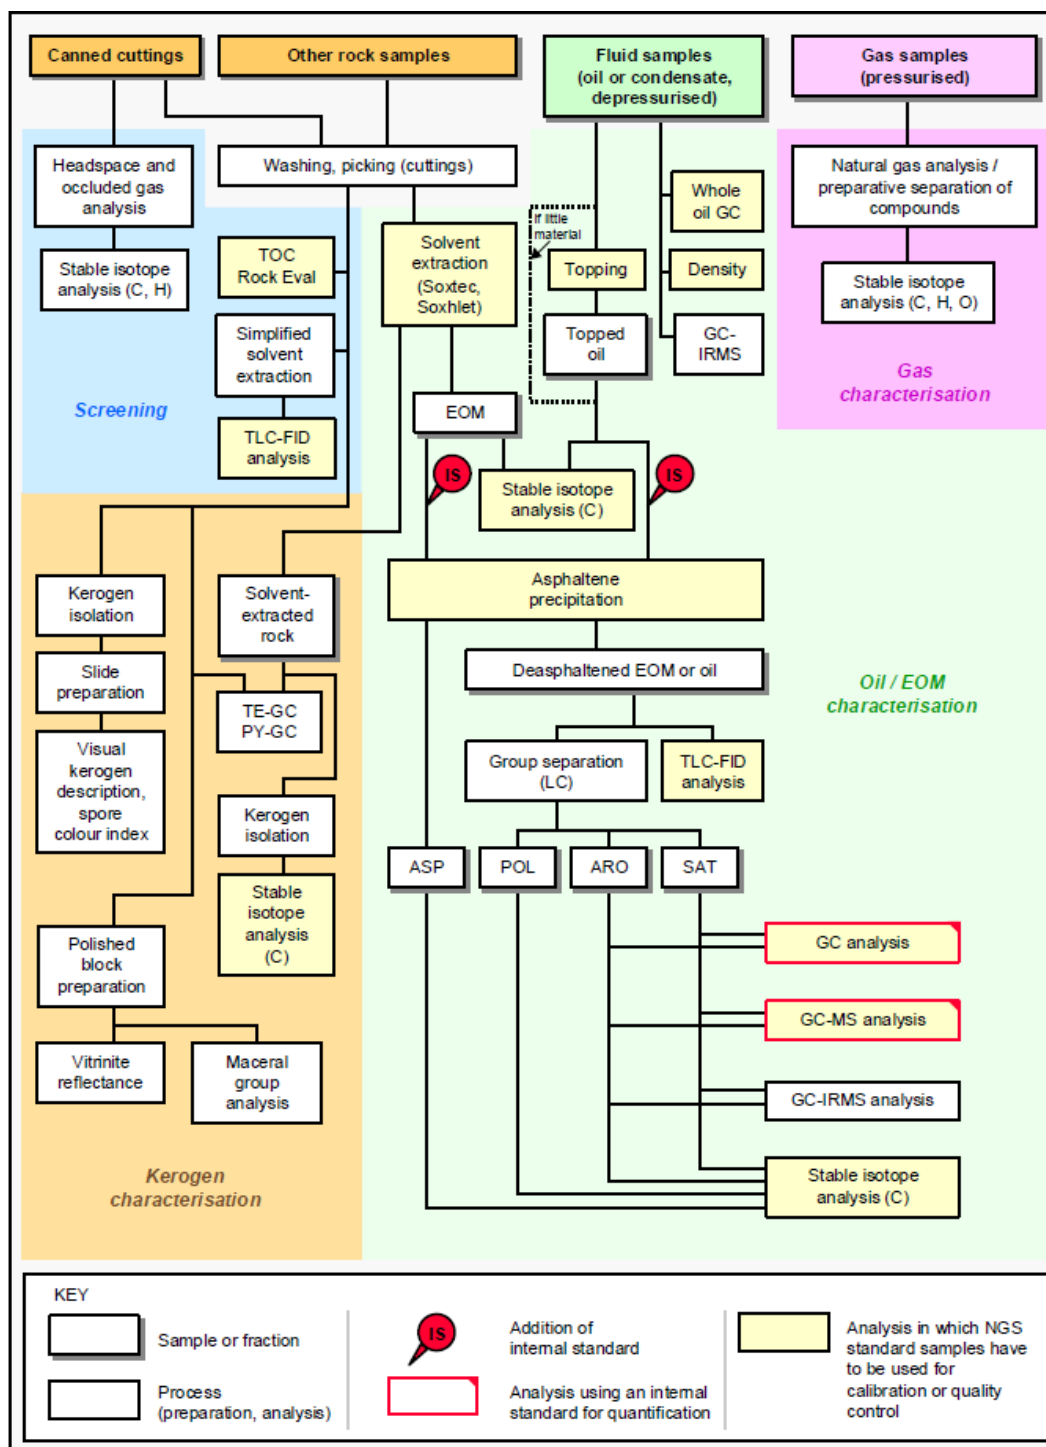 Canned cuttings
Other rock samples
Fluid samples
(oil or condensate,
depressurised)
Gas samples
(pressurised)
Headspace and
occluded gas
analysis
Stable isotope
analysis (C, H)
Screening
Washing, picking (cuttings)
TOC
Rock Eval
Simplified
solvent
extraction
TLC-FID
analysis
Solvent
extraction
(Soxtec,
Soxhlet)
EOM
If little
material
Topping
Topped
oil
Whole
oil GC
Density
GC-
IRMS
Natural gas analysis /
preparative separation of
compounds
Stable isotope
analysis (C, H, O)
Gas
characterisation
IS
Stable isotope
analysis (C)
IS
Asphaltene
precipitation
Deasphaltened EOM or oil
Oil / EOM
characterisation
Group separation
(LC)
TLC-FID
analysis
ASP
POL
ARO
SAT
GC analysis
GC-MS analysis
GC-IRMS analysis
Stable isotope
analysis (C)
Kerogen
isolation
Slide
preparation
Visual
kerogen
description,
spore
colour index
Solvent-
extracted
rock
TE-GC
PY-GC
Kerogen
isolation
Stable
isotope
analysis
(C)
Polished
block
preparation
Vitrinite
reflectance
Maceral
group
analysis
Kerogen
characterisation
KEY
Sample or fraction
Process
(preparation, analysis)
IS
Addition of
internal standard
Analysis using an internal
standard for quantification
Analysis in which NGS
standard samples have
to be used for
calibration or quality
control